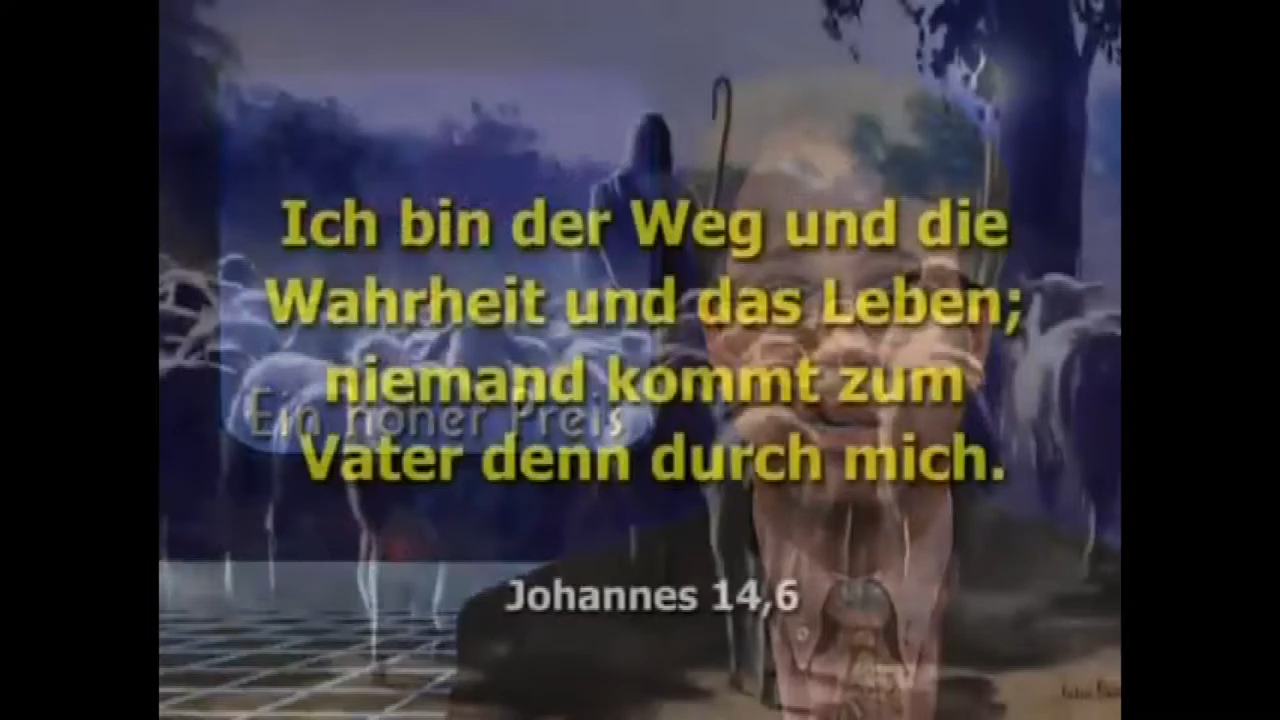 Ich bin der Weg und die
Wahrheit und das Leben;
niemand kommt zum
Ein hoher Preis
Vater denn durch mich.
Johannes 14,6